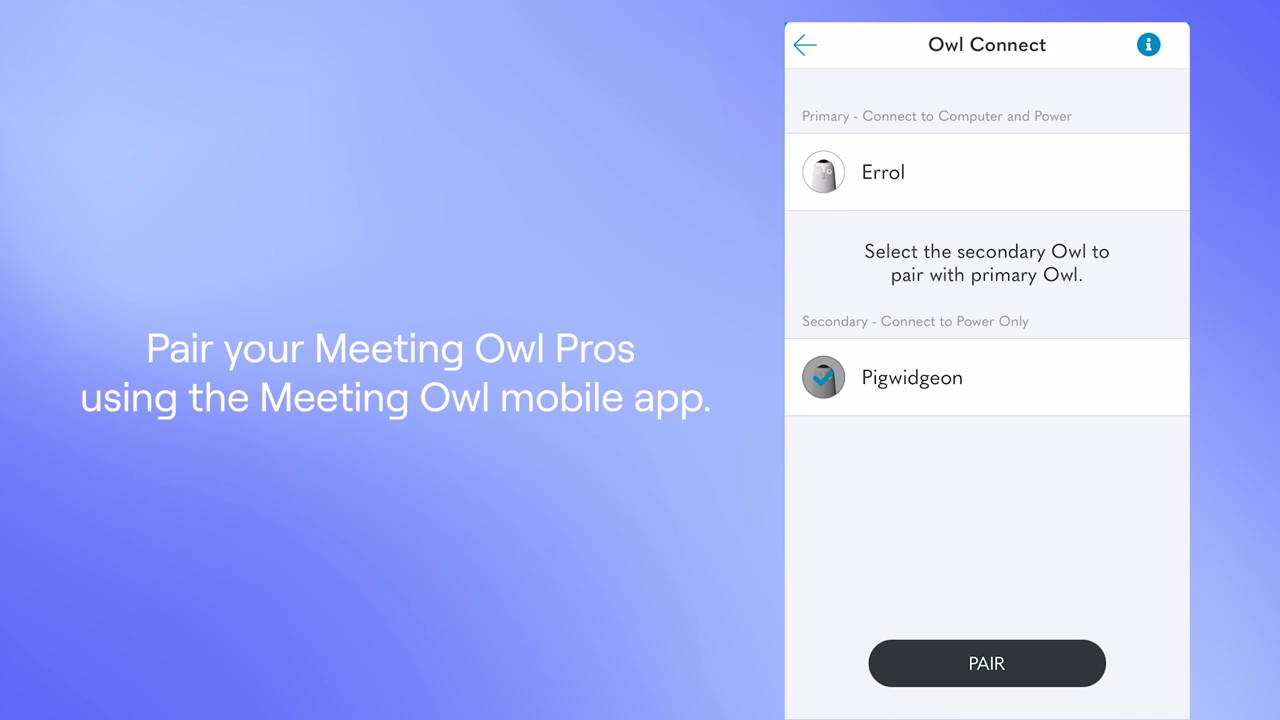 Pair your Meeting Owl Pros
using the Meeting Owl mobile app.
Owl Connect
Primary - Connect to Computer and Power
Errol
Select the secondary Owl to
pair with primary Owl.
Secondary - Connect to Power Only
Pigwidgeon
PAIR